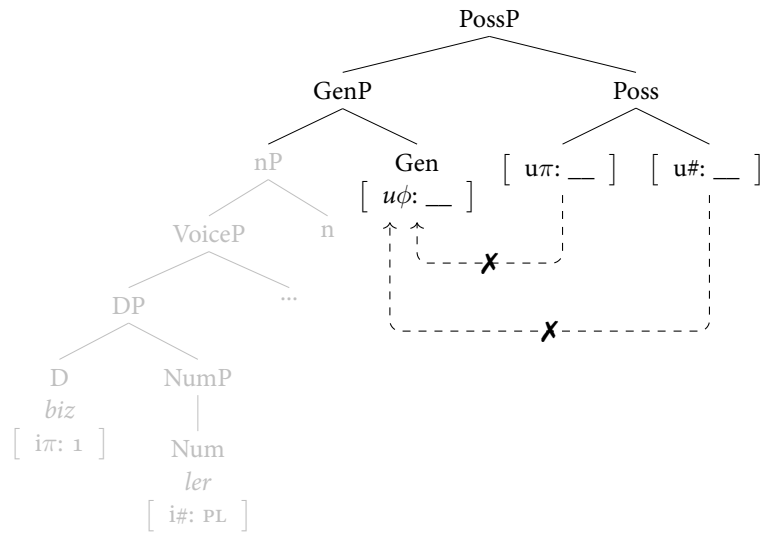 PossP
GenP Poss
nP Gen [ uπ: __ ] [ u#: __ ]
[ uϕ: __ ]
VoiceP n
DP ...
D NumP
biz
[ iπ: 1 ] Num
ler
[ i#: PL ]
✗
✗